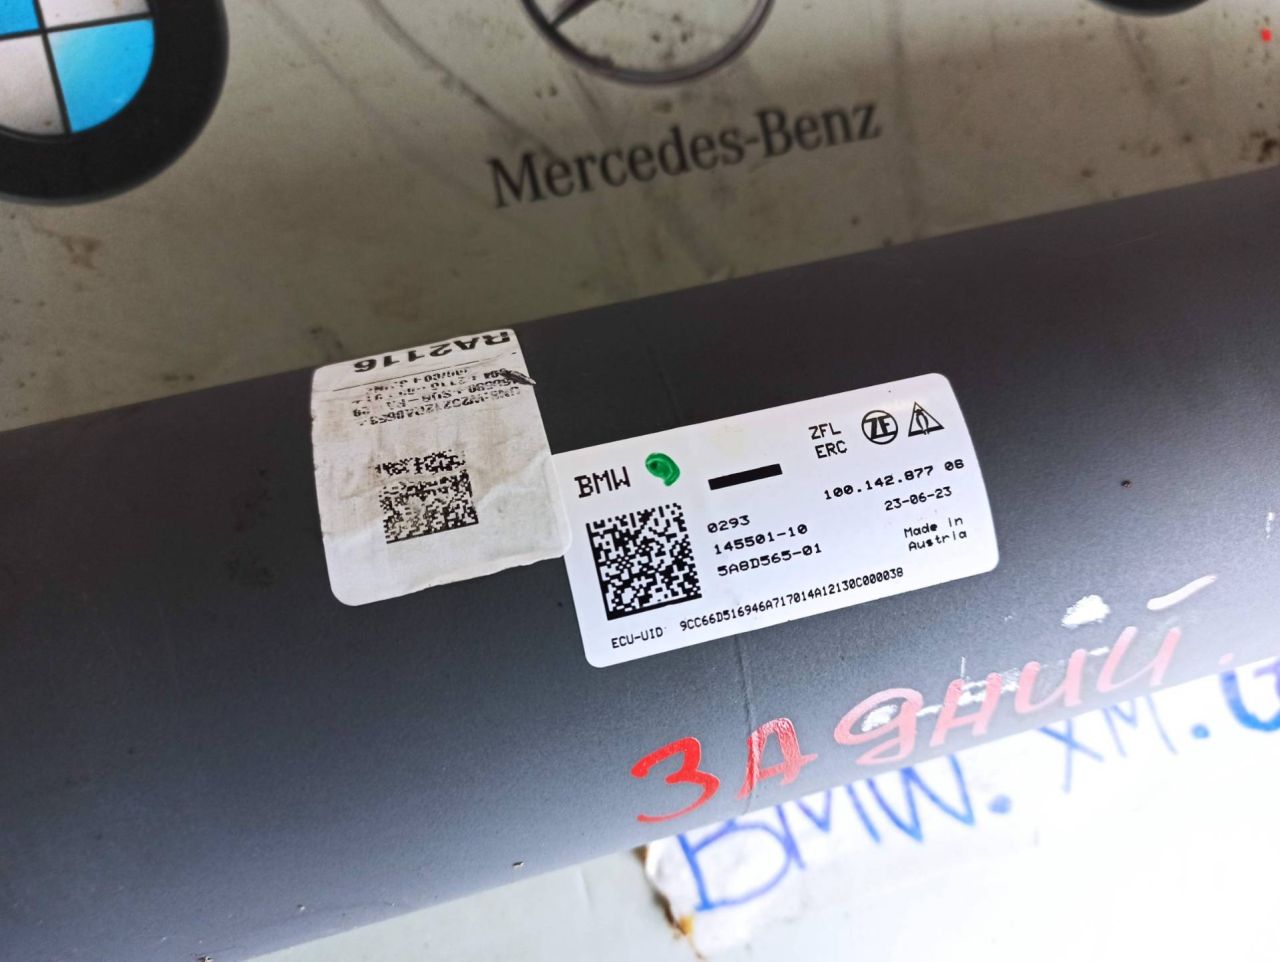 Mercedes-Benz
RA2116
BMW
ZFL
ERC
ZF
100.142.877 08
23-06-23
0293
145501-10
5A8D565-01
Made in
Austria
ECU-UID 9CC66D516946A717014A12130C000038
ЗАДНИЙ.
BMW. XM. G